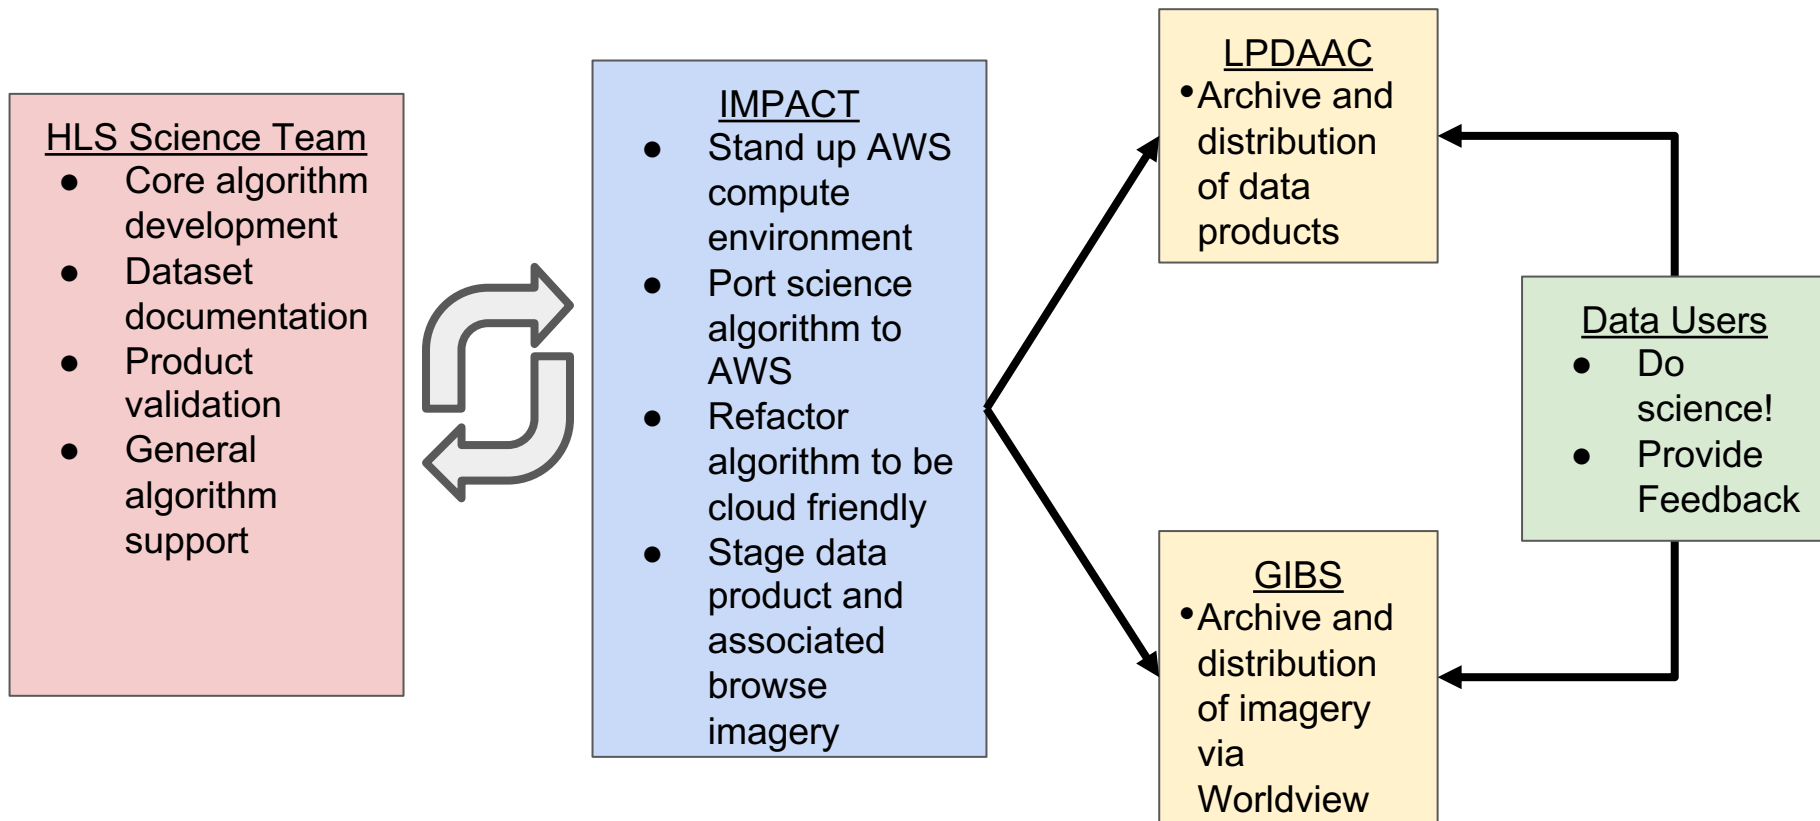 HLS Science Team
● Core algorithm
development
● Dataset
documentation
● Product
validation
● General
algorithm
support
IMPACT
● Stand up AWS
compute
environment
● Port science
algorithm to
AWS
● Refactor
algorithm to be
cloud friendly
● Stage data
product and
associated
browse
imagery
LPDAAC
•Archive and
distribution
of data
products
GIBS
•Archive and
distribution
of imagery
via
Worldview
Data Users
● Do
science!
● Provide
Feedback